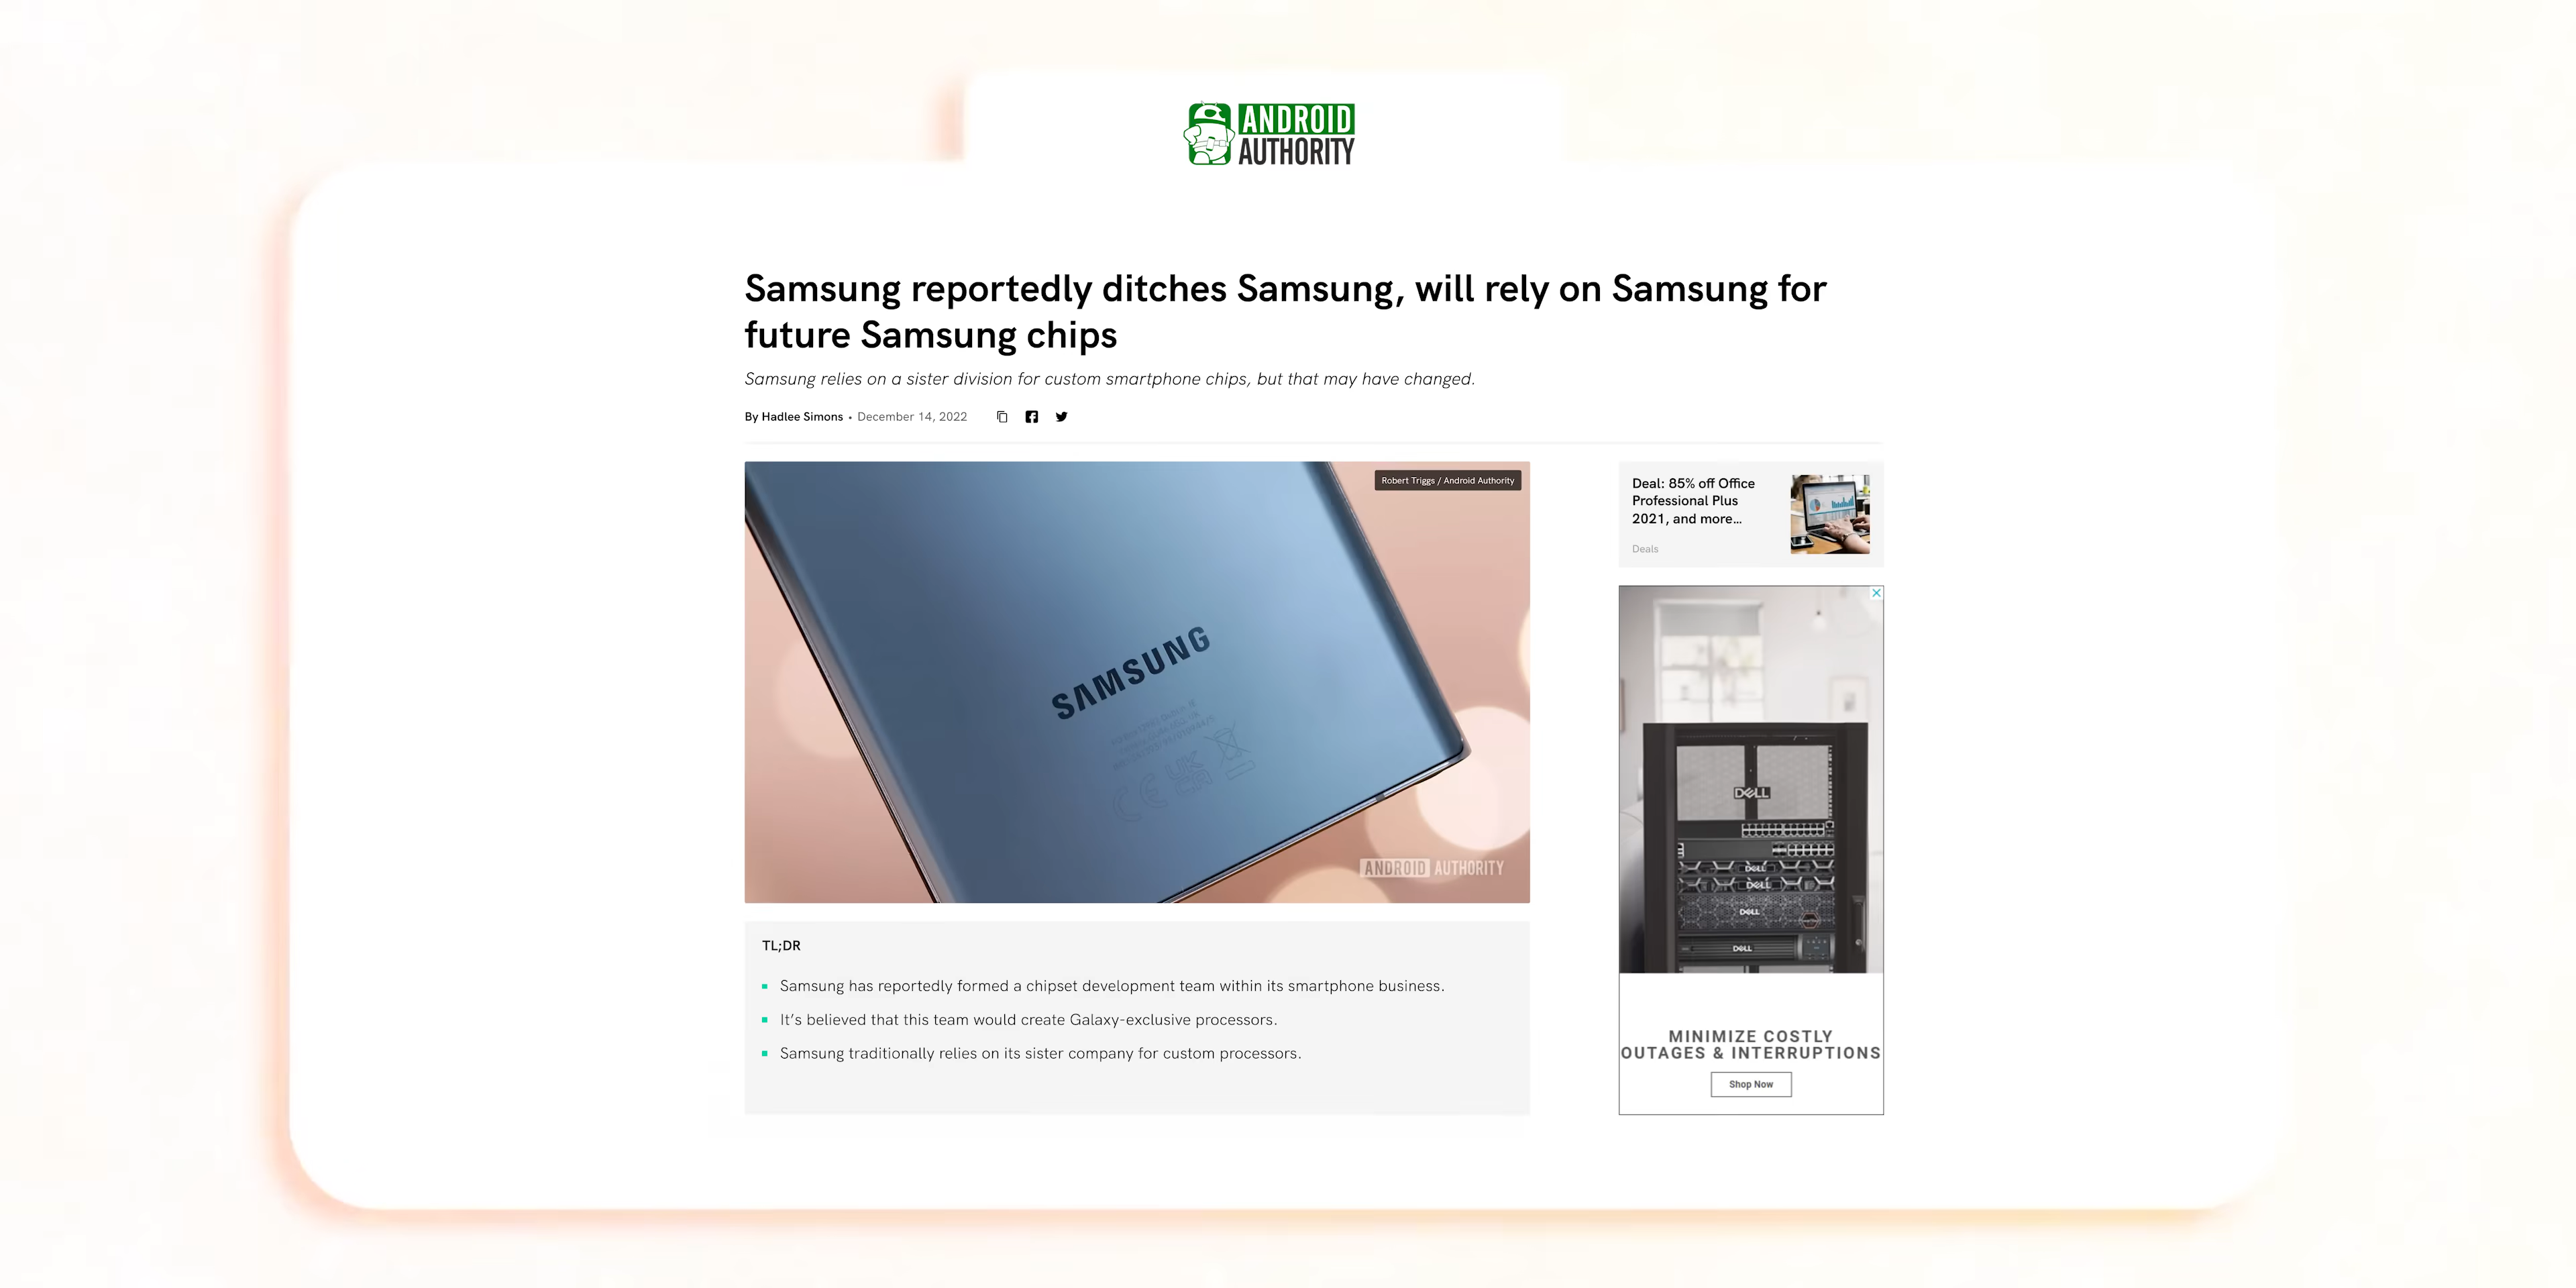 ANDROID
AUTHORITY
Samsung reportedly ditches Samsung, will rely on Samsung for
future Samsung chips
Samsung relies on a sister division for custom smartphone chips, but that may have changed.
By Hadlee Simons • December 14, 2022
Robert Triggs / Android Authority
SAMSUNG
CE UK CA
ANDROID AUTHORITY
Deal: 85% off Office
Professional Plus
2021, and more...
Deals
DELL
DELL
DELL
DELL
DELL
MINIMIZE COSTLY
OUTAGES & INTERRUPTIONS
Shop Now
TL;DR
Samsung has reportedly formed a chipset development team within its smartphone business.
It’s believed that this team would create Galaxy-exclusive processors.
Samsung traditionally relies on its sister company for custom processors.